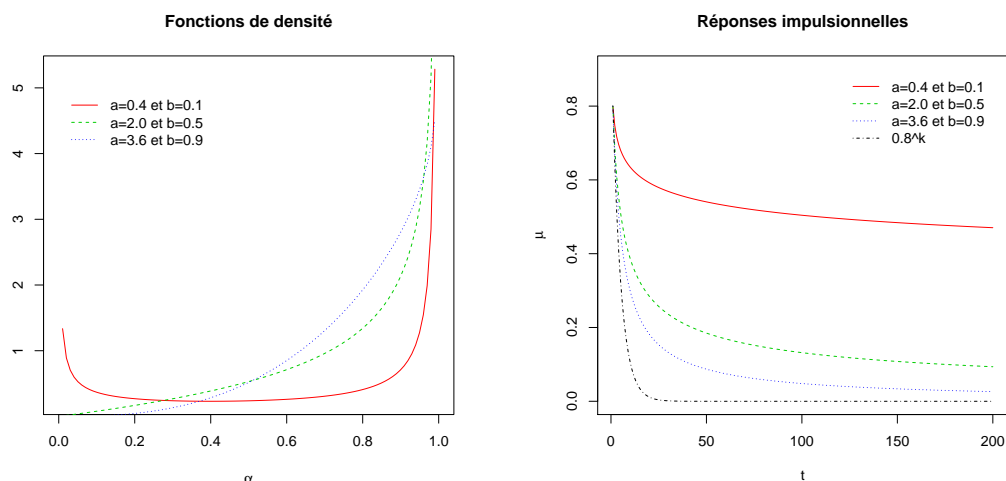 Fonctions de densité
a=0.4 et b=0.1
a=2.0 et b=0.5
a=3.6 et b=0.9
5
4
3
2
1
0.0 0.2 0.4 0.6 0.8 1.0
α
Réponses impulsionnelles
a=0.4 et b=0.1
a=2.0 et b=0.5
a=3.6 et b=0.9
0.8^k
0.8
0.6
0.4
0.2
0.0
μ
0 50 100 150 200
t